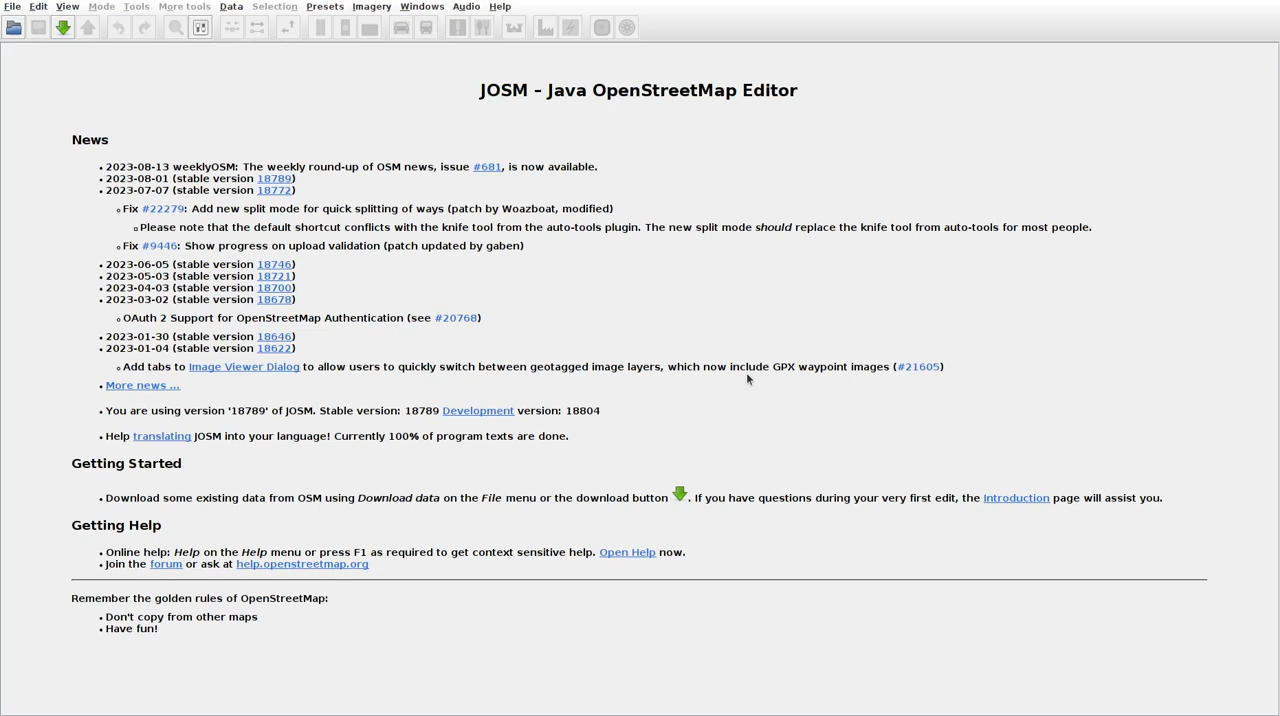 File Edit View Mode Tools More tools Data Selection Presets Imagery Windows Audio Help
JOSM – Java OpenStreetMap Editor
News
2023-08-13 weeklyOSM: The weekly round-up of OSM news, issue #681, is now available.
2023-08-01 (stable version 18789)
2023-07-07 (stable version 18772)
Fix #22279: Add new split mode for quick splitting of ways (patch by Woazboat, modified)
Please note that the default shortcut conflicts with the knife tool from the auto-tools plugin. The new split mode should replace the knife tool from auto-tools for most people.
Fix #9446: Show progress on upload validation (patch updated by gaben)
2023-06-05 (stable version 18746)
2023-05-03 (stable version 18721)
2023-04-03 (stable version 18700)
2023-03-02 (stable version 18678)
OAuth 2 Support for OpenStreetMap Authentication (see #20768)
2023-01-30 (stable version 18646)
2023-01-04 (stable version 18622)
Add tabs to Image Viewer Dialog to allow users to quickly switch between geotagged image layers, which now include GPX waypoint images (#21605)
More news ...
You are using version '18789' of JOSM. Stable version: 18789 Development version: 18804
Help translating JOSM into your language! Currently 100% of program texts are done.
Getting Started
Download some existing data from OSM using Download data on the File menu or the download button . If you have questions during your very first edit, the Introduction page will assist you.
Getting Help
Online help: Help on the Help menu or press F1 as required to get context sensitive help. Open Help now.
Join the forum or ask at help.openstreetmap.org
Remember the golden rules of OpenStreetMap:
Don't copy from other maps
Have fun!